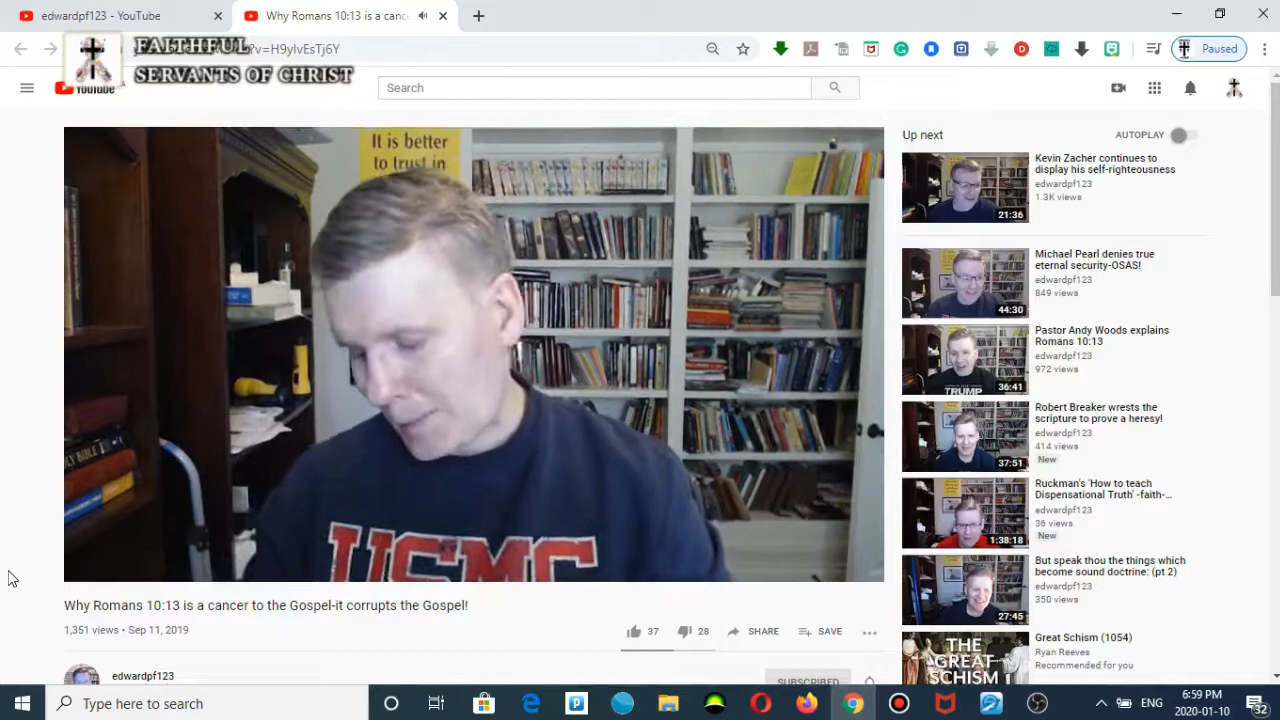 edwardpf123 - YouTube
Why Romans 10:13 is a canc
FAITHFUL
SERVANTS OF CHRIST
v=H9ylvEsTj6Y
Paused
YouTube
Search
It is better
to trust in
HOLY BIBLE
USMC
Why Romans 10:13 is a cancer to the Gospel-it corrupts the Gospel!
1,351 views • Sep 11, 2019
37
28
SHARE
SAVE
edwardpf123
SUBSCRIBED
Up next
AUTOPLAY
Kevin Zacher continues to
display his self-righteousness
edwardpf123
1.3K views
21:36
Michael Pearl denies true
eternal security-OSAS!
edwardpf123
849 views
44:30
Pastor Andy Woods explains
Romans 10:13
edwardpf123
972 views
36:41
TRUMP
Robert Breaker wrests the
scripture to prove a heresy!
edwardpf123
414 views
New
37:51
Ruckman's 'How to teach
Dispensational Truth' -faith-...
edwardpf123
36 views
New
1:38:18
But speak thou the things which
become sound doctrine: (pt 2)
edwardpf123
350 views
27:45
Great Schism (1054)
Ryan Reeves
Recommended for you
THE
GREAT
SCHISM
Type here to search
ENG
6:59 PM
2020-01-10
32